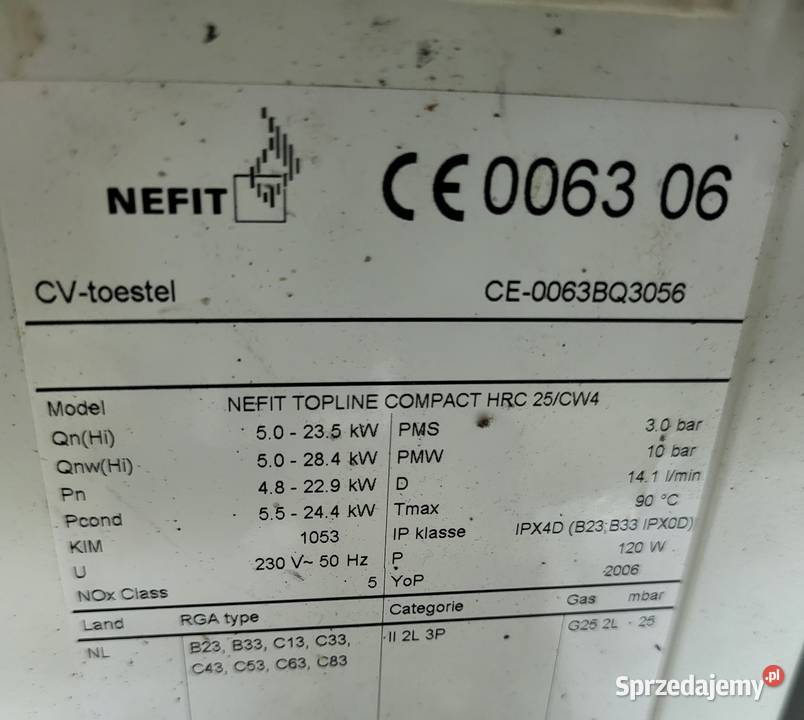 NEFIT CE 0063 06
CV-toestel CE-0063BQ3056
Model NEFIT TOPLINE COMPACT HRC 25/CW4
Qn(Hi) 5.0 - 23.5 kW PMS 3.0 bar
Qnw(Hi) 5.0 - 28.4 kW PMW 10 bar
Pn 4.8 - 22.9 kW D 14.1 l/min
Pcond 5.5 - 24.4 kW Tmax 90 °C
KIM 1053 IP klasse IPX4D (B23,B33 IPX0D)
U 230 V~ 50 Hz P 120 W
NOx Class 5 YoP 2006
Land RGA type Categorie Gas mbar
NL B23, B33, C13, C33, II 2L 3P G25 2L - 25
C43, C53, C63, C83
Sprzedajemy.pl